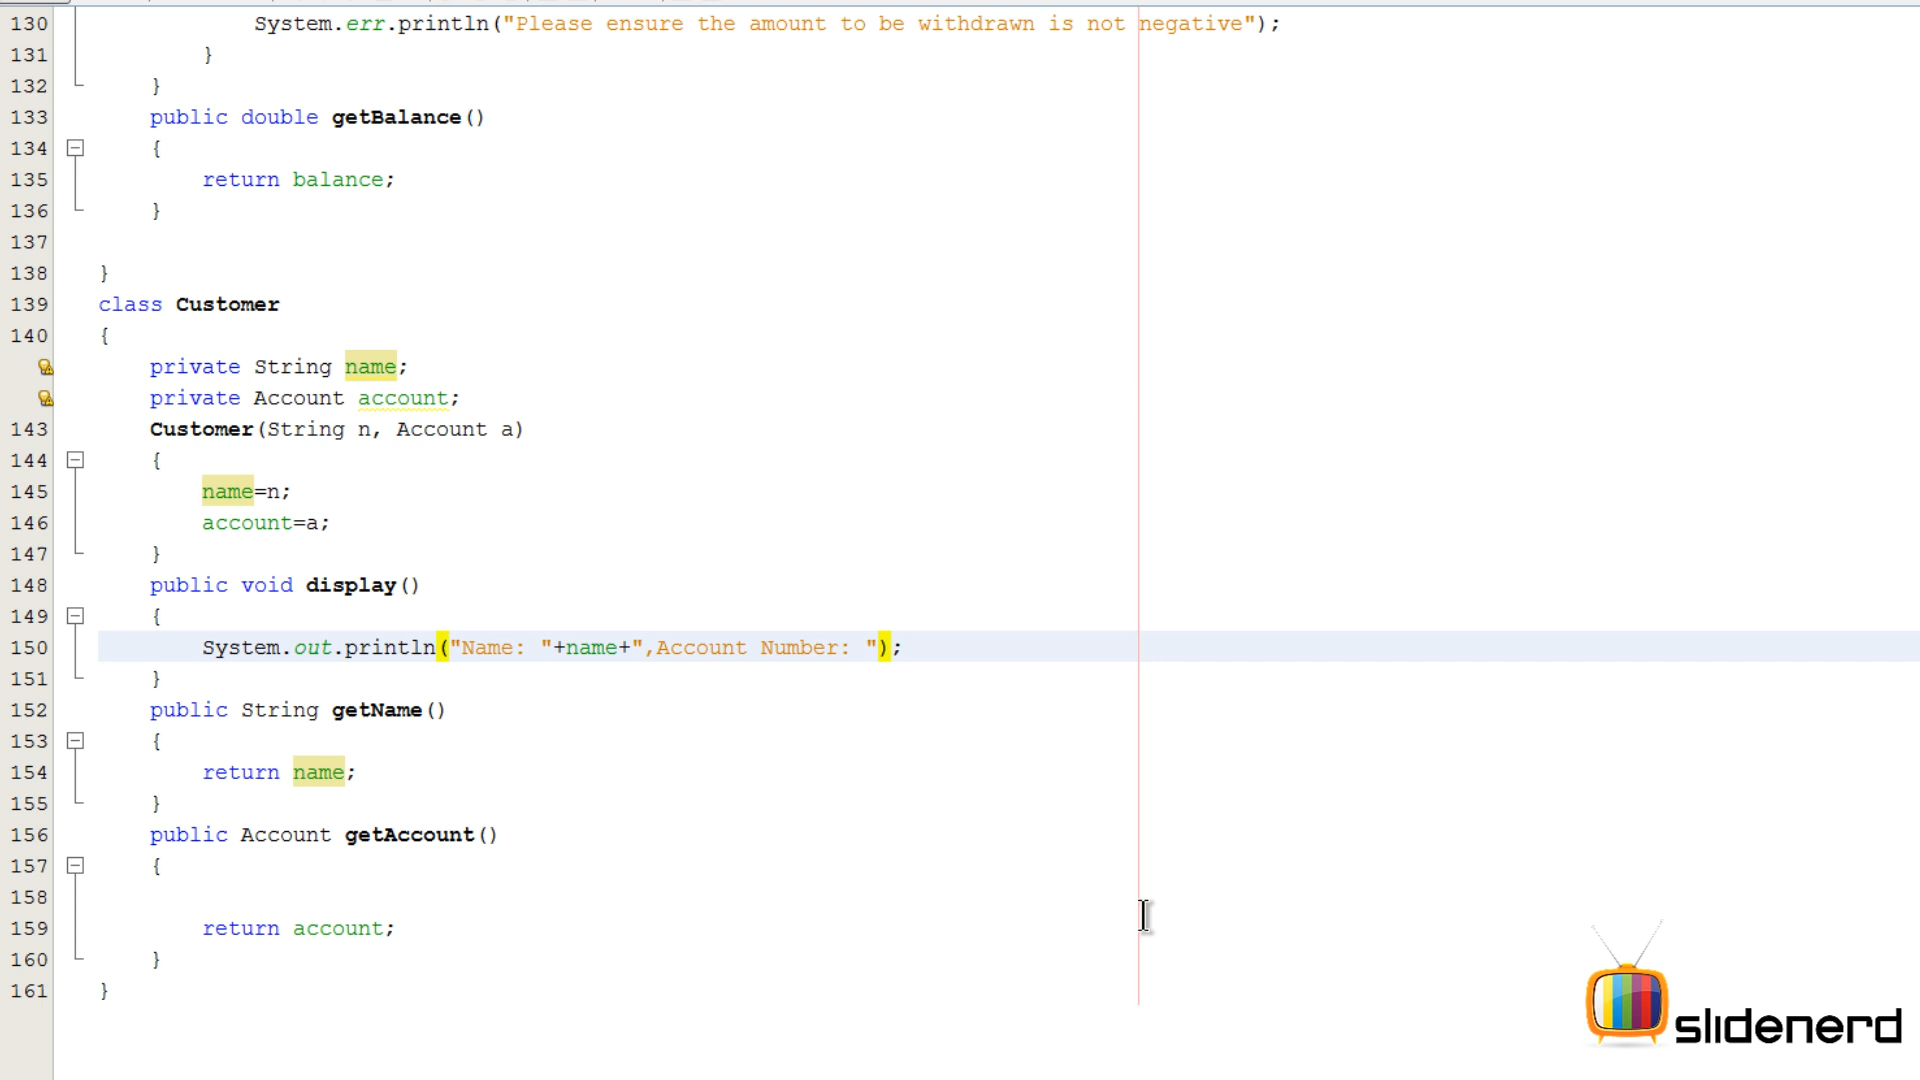 130 System.err.println("Please ensure the amount to be withdrawn is not negative");
131 }
132 }
133 public double getBalance()
134 {
135 return balance;
136 }
137
138 }
139 class Customer
140 {
private String name;
private Account account;
143 Customer(String n, Account a)
144 {
145 name=n;
146 account=a;
147 }
148 public void display()
149 {
150 System.out.println("Name: "+name+",Account Number: ");
151 }
152 public String getName()
153 {
154 return name;
155 }
156 public Account getAccount()
157 {
158
159 return account;
160 }
161 }
slidenerd